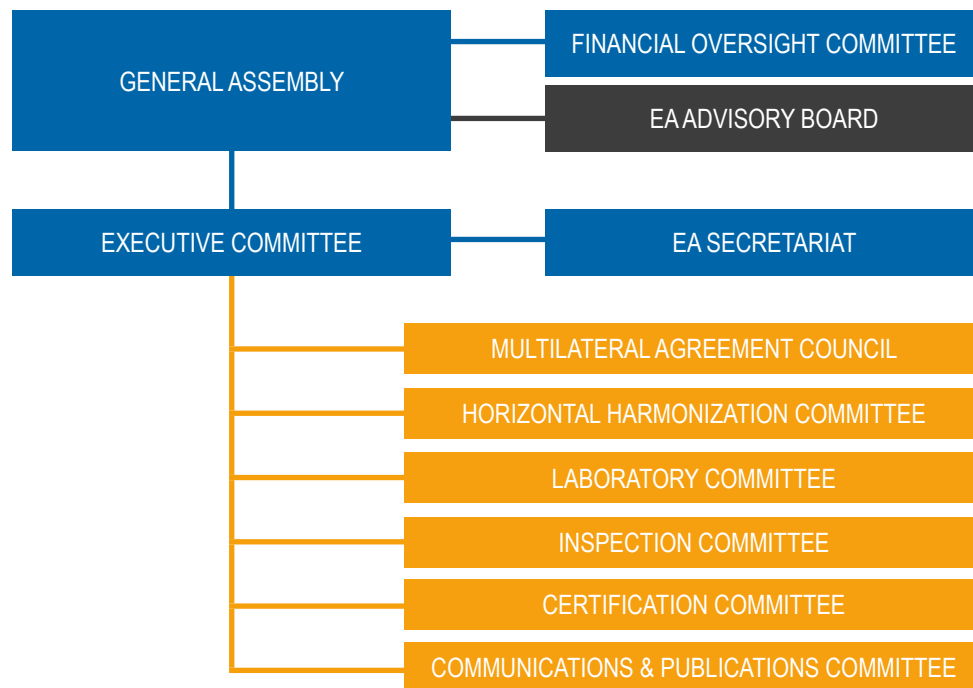 GENERAL ASSEMBLY
FINANCIAL OVERSIGHT COMMITTEE
EA ADVISORY BOARD
EXECUTIVE COMMITTEE
EA SECRETARIAT
MULTILATERAL AGREEMENT COUNCIL
HORIZONTAL HARMONIZATION COMMITTEE
LABORATORY COMMITTEE
INSPECTION COMMITTEE
CERTIFICATION COMMITTEE
COMMUNICATIONS & PUBLICATIONS COMMITTEE